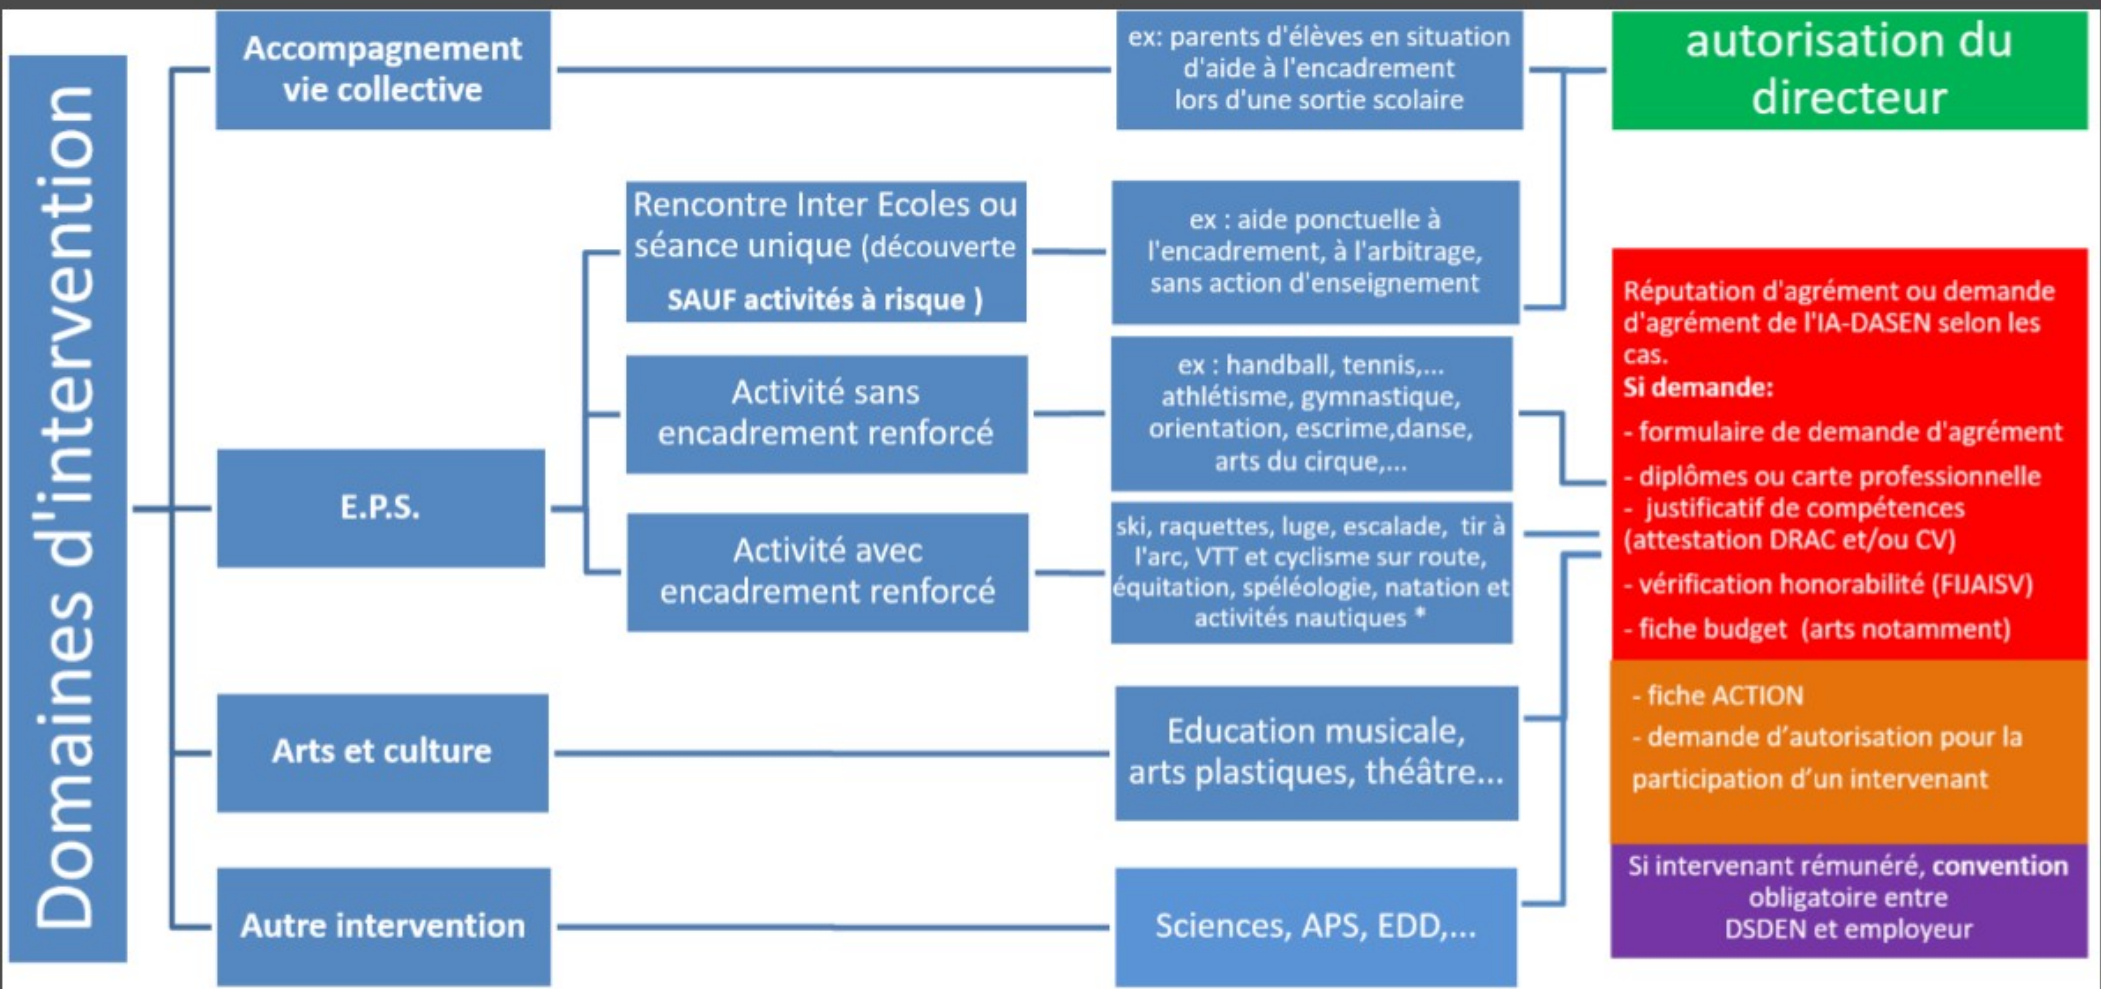 Domaines d'intervention
Accompagnement
vie collective
ex: parents d'élèves en situation
d'aide à l'encadrement
lors d'une sortie scolaire
autorisation du
directeur
E.P.S.
Rencontre Inter Ecoles ou
séance unique (découverte
SAUF activités à risque )
ex : aide ponctuelle à
l'encadrement, à l'arbitrage,
sans action d'enseignement
Activité sans
encadrement renforcé
ex : handball, tennis,...
athlétisme, gymnastique,
orientation, escrime,danse,
arts du cirque,...
Activité avec
encadrement renforcé
ski, raquettes, luge, escalade, tir à
l'arc, VTT et cyclisme sur route,
équitation, spéléologie, natation et
activités nautiques *
Arts et culture
Education musicale,
arts plastiques, théâtre...
Autre intervention
Sciences, APS, EDD,...
Réputation d'agrément ou demande
d'agrément de l'IA-DASEN selon les
cas.
Si demande:
- formulaire de demande d'agrément
- diplômes ou carte professionnelle
- justificatif de compétences
(attestation DRAC et/ou CV)
- vérification honorabilité (FIJAISV)
- fiche budget (arts notamment)
- fiche ACTION
- demande d’autorisation pour la
participation d’un intervenant
Si intervenant rémunéré, convention
obligatoire entre
DSDEN et employeur